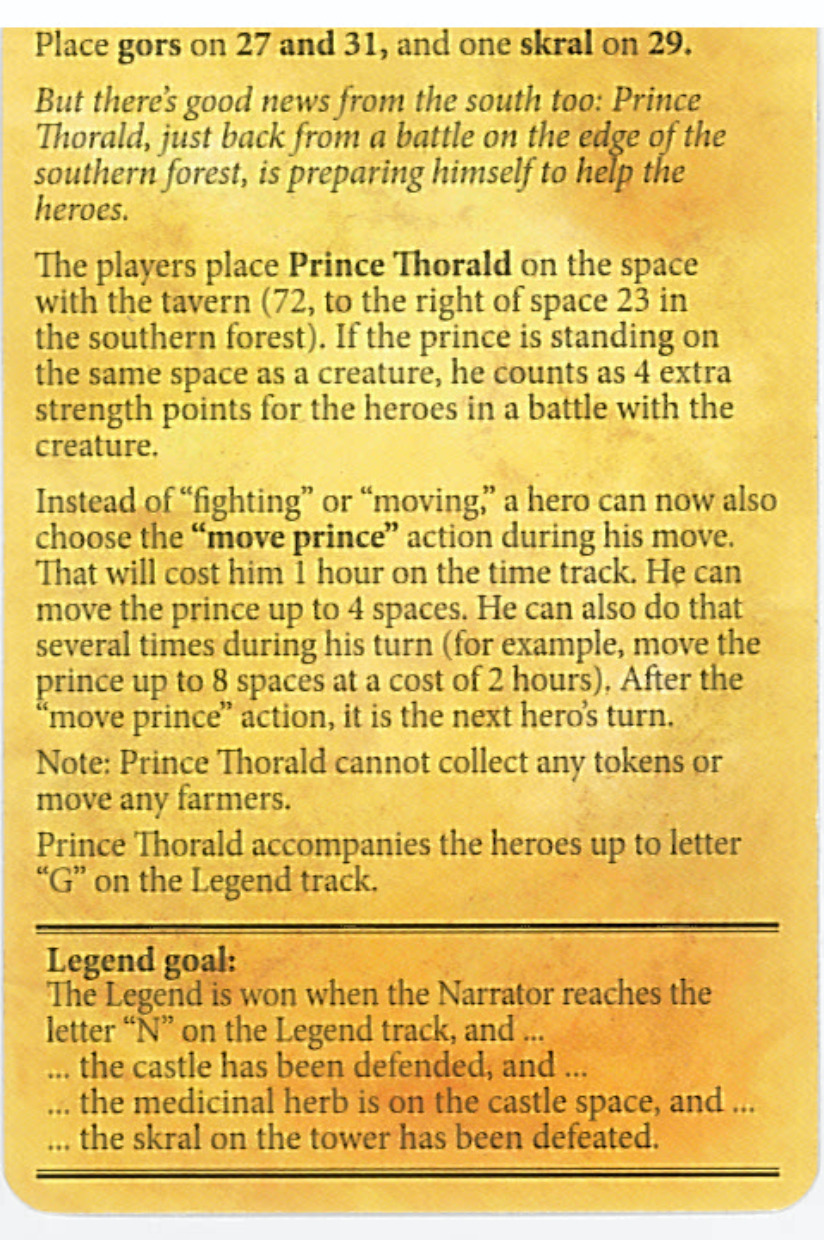 Place gors on 27 and 31, and one skral on 29.
But there's good news from the south too: Prince
Thorald, just back from a battle on the edge of the
southern forest, is preparing himself to help the
heroes.
The players place Prince Thorald on the space
with the tavern (72, to the right of space 23 in
the southern forest). If the prince is standing on
the same space as a creature, he counts as 4 extra
strength points for the heroes in a battle with the
creature.
Instead of “fighting” or “moving,” a hero can now also
choose the “move prince” action during his move.
That will cost him 1 hour on the time track. He can
move the prince up to 4 spaces. He can also do that
several times during his turn (for example, move the
prince up to 8 spaces at a cost of 2 hours). After the
“move prince” action, it is the next hero's turn.
Note: Prince Thorald cannot collect any tokens or
move any farmers.
Prince Thorald accompanies the heroes up to letter
“G” on the Legend track.
Legend goal:
The Legend is won when the Narrator reaches the
letter “N” on the Legend track, and ...
... the castle has been defended, and ...
... the medicinal herb is on the castle space, and ...
... the skral on the tower has been defeated.